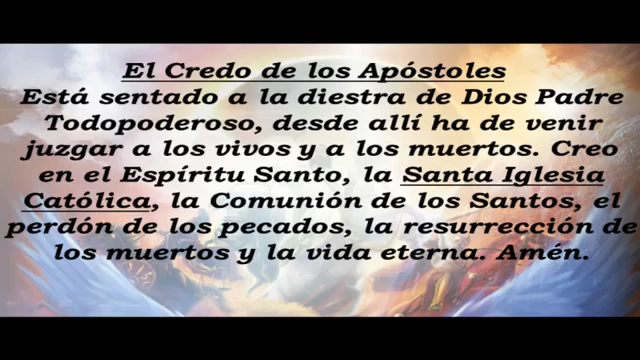 El Credo de los Apóstoles
Está sentado a la diestra de Dios Padre
Todopoderoso, desde allí ha de venir
juzgar a los vivos y a los muertos. Creo
en el Espíritu Santo, la Santa Iglesia
Católica, la Comunión de los Santos, el
perdón de los pecados, la resurrección de
los muertos y la vida eterna. Amén.